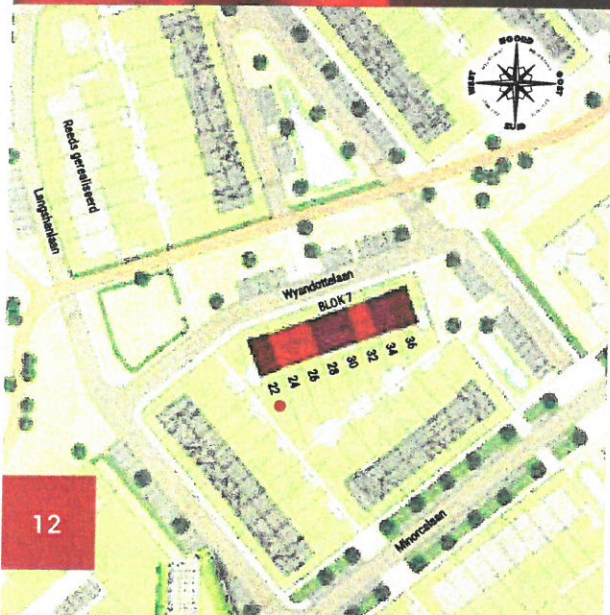 NOORD
WEST
OOST
Reeds gerealiseerd
Langshanlaan
Wyandottelaan
BLOK 7
22
24
26
28
30
32
34
36
Minorcalaan
12